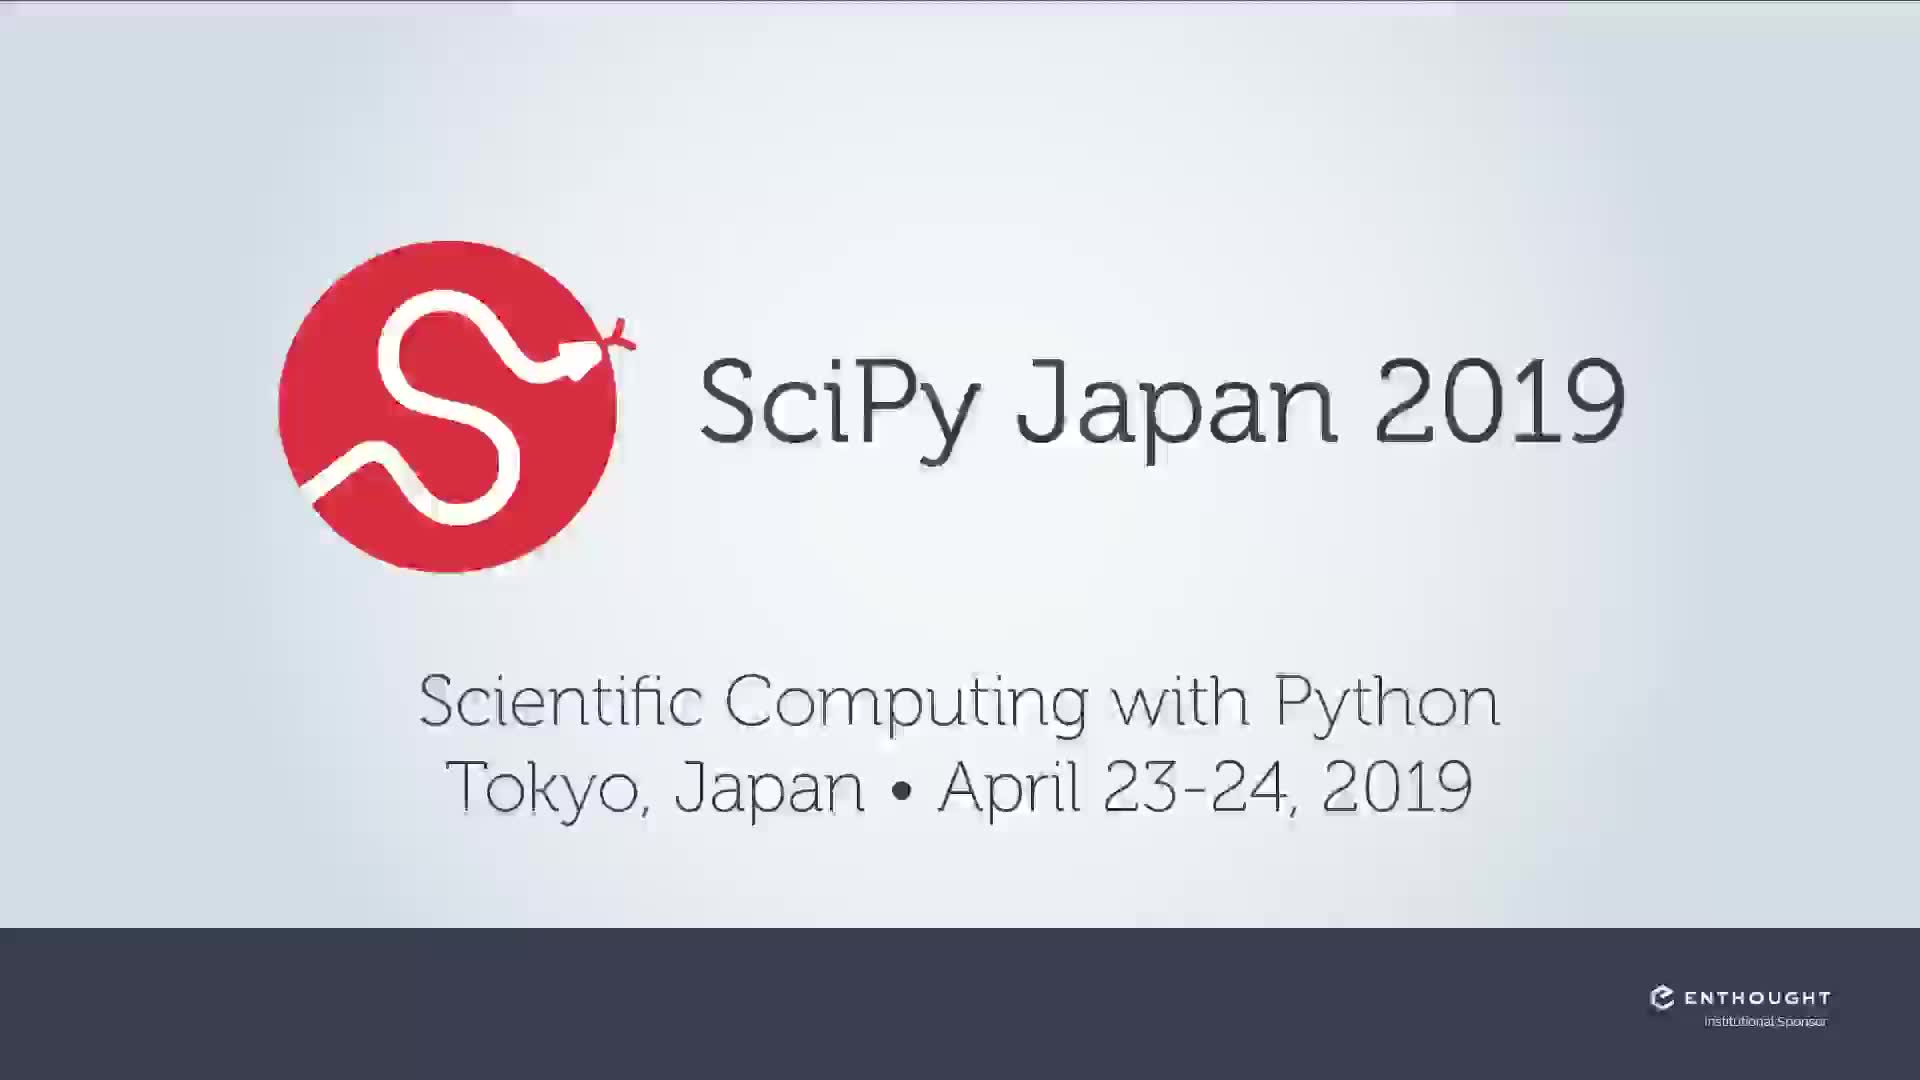 SciPy Japan 2019
Scientific Computing with Python
Tokyo, Japan • April 23-24, 2019
ENTHOUGHT
Institutional Sponsor